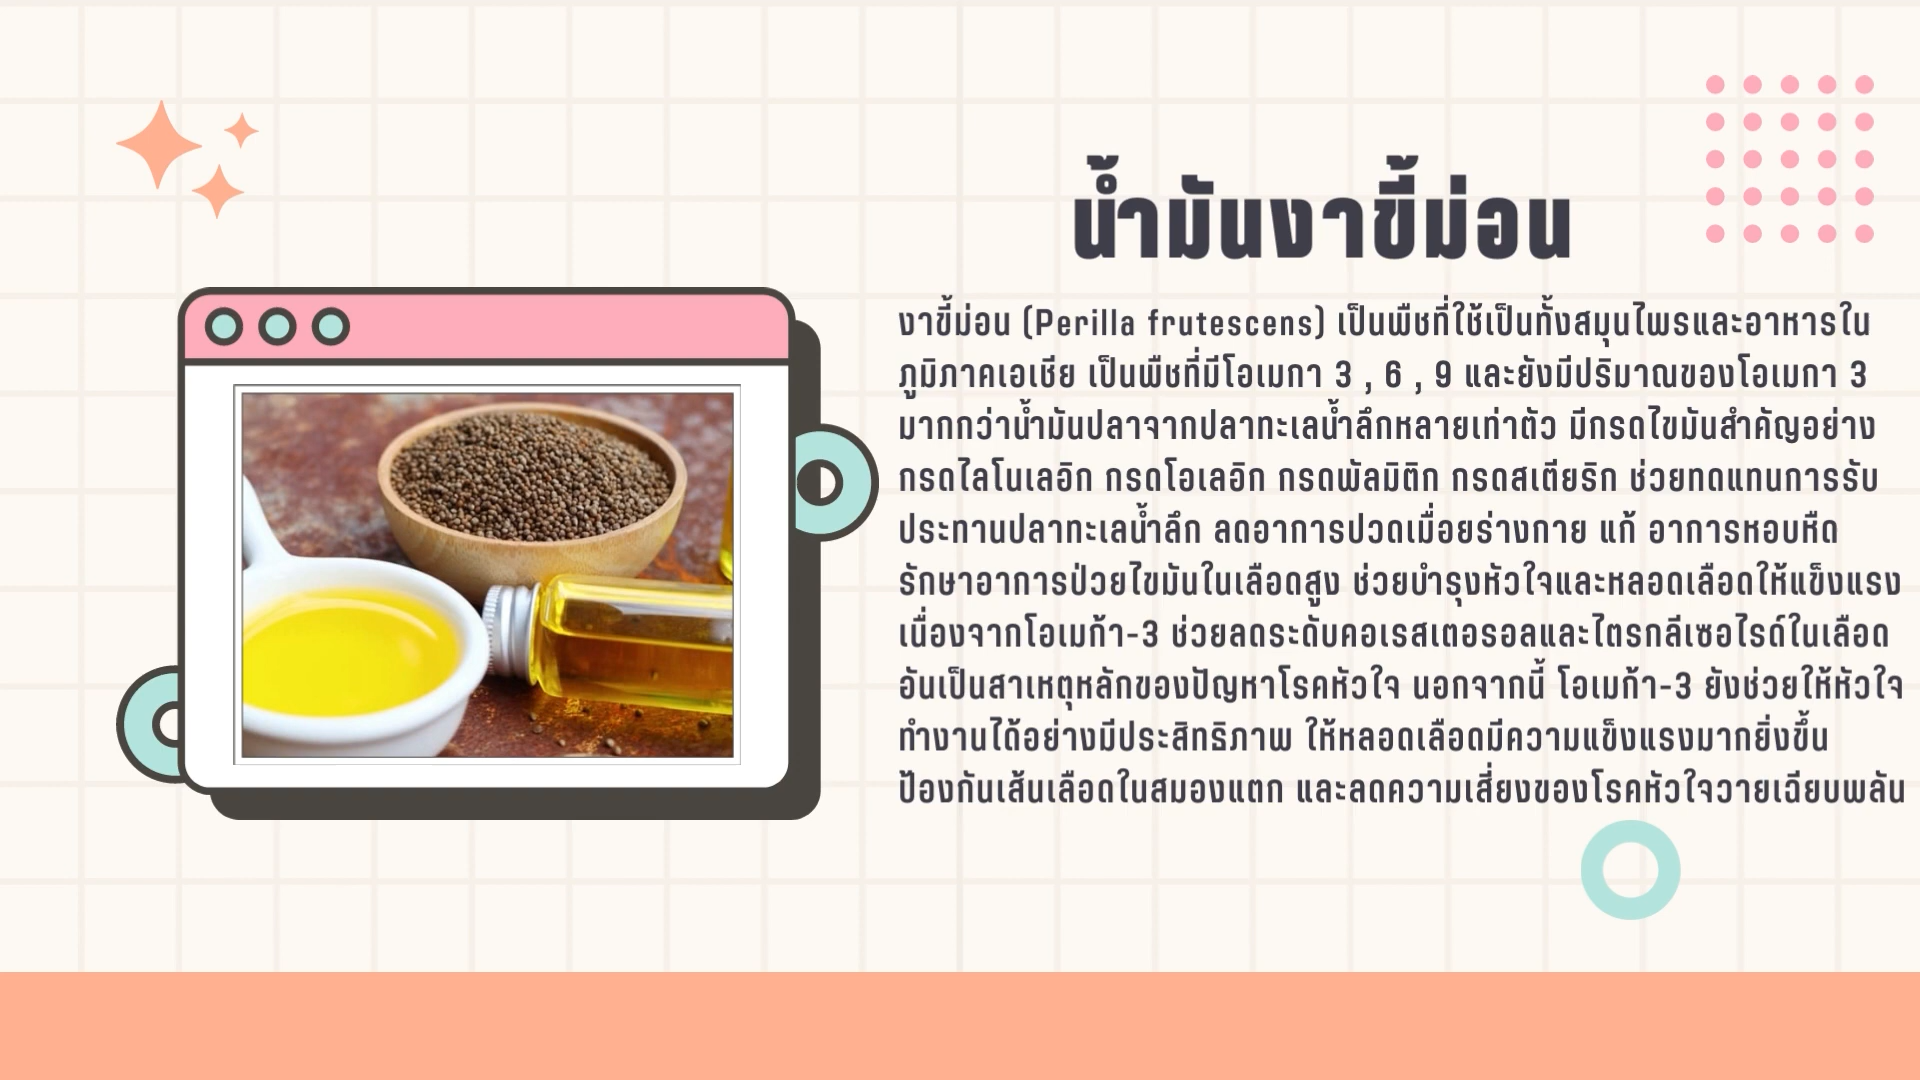 น้ำมันงาขี้ม่อน
งาขี้ม่อน (Perilla frutescens) เป็นพืชที่ใช้เป็นทั้งสมุนไพรและอาหารใน
ภูมิภาคเอเชีย เป็นพืชที่มีโอเมกา 3 , 6 , 9 และยังมีปริมาณของโอเมกา 3
มากกว่าน้ำมันปลาจากปลาทะเลน้ำลึกหลายเท่าตัว มีกรดไขมันสำคัญอย่าง
กรดไลโนเลอิก กรดโอเลอิก กรดพัลมิติก กรดสเตียริก ช่วยทดแทนการรับ
ประทานปลาทะเลน้ำลึก ลดอาการปวดเมื่อยร่างกาย แก้ อาการหอบหืด
รักษาอาการป่วยไขมันในเลือดสูง ช่วยบำรุงหัวใจและหลอดเลือดให้แข็งแรง
เนื่องจากโอเมก้า-3 ช่วยลดระดับคอเรสเตอรอลและไตรกลีเซอไรด์ในเลือด
อันเป็นสาเหตุหลักของปัญหาโรคหัวใจ นอกจากนี้ โอเมก้า-3 ยังช่วยให้หัวใจ
ทำงานได้อย่างมีประสิทธิภาพ ให้หลอดเลือดมีความแข็งแรงมากยิ่งขึ้น
ป้องกันเส้นเลือดในสมองแตก และลดความเสี่ยงของโรคหัวใจวายเฉียบพลัน